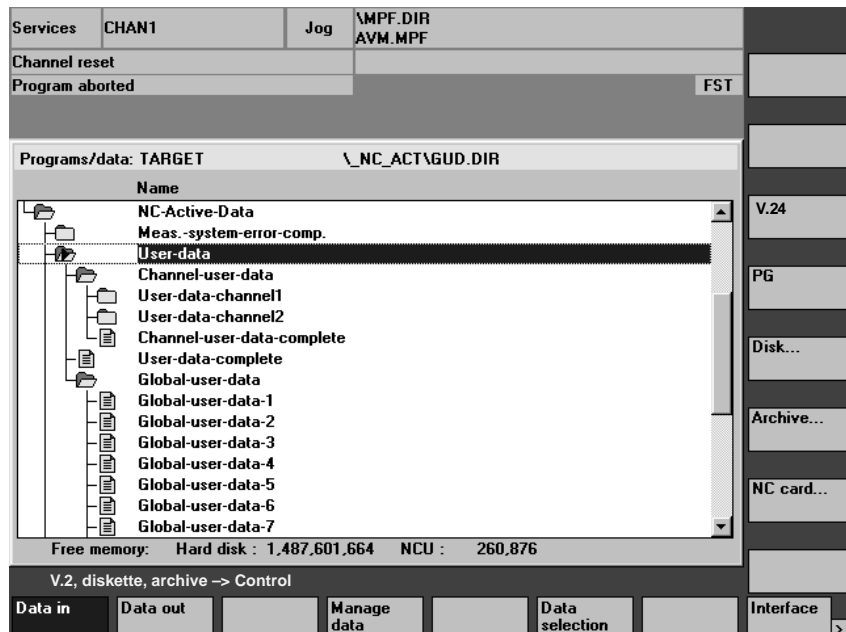 Services CHAN1 Jog \MPF.DIR
AVM.MPF
Channel reset
Program aborted FST
Programs/data: TARGET \_NC_ACT\GUD.DIR
Name
NC-Active-Data
Meas.-system-error-comp.
User-data
Channel-user-data
User-data-channel1
User-data-channel2
Channel-user-data-complete
User-data-complete
Global-user-data
Global-user-data-1
Global-user-data-2
Global-user-data-3
Global-user-data-4
Global-user-data-5
Global-user-data-6
Global-user-data-7
Free memory: Hard disk : 1,487,601,664 NCU : 260,876
V.2, diskette, archive –> Control
V.24
PG
Disk...
Archive...
NC card...
Data in Data out Manage data Data selection Interface >